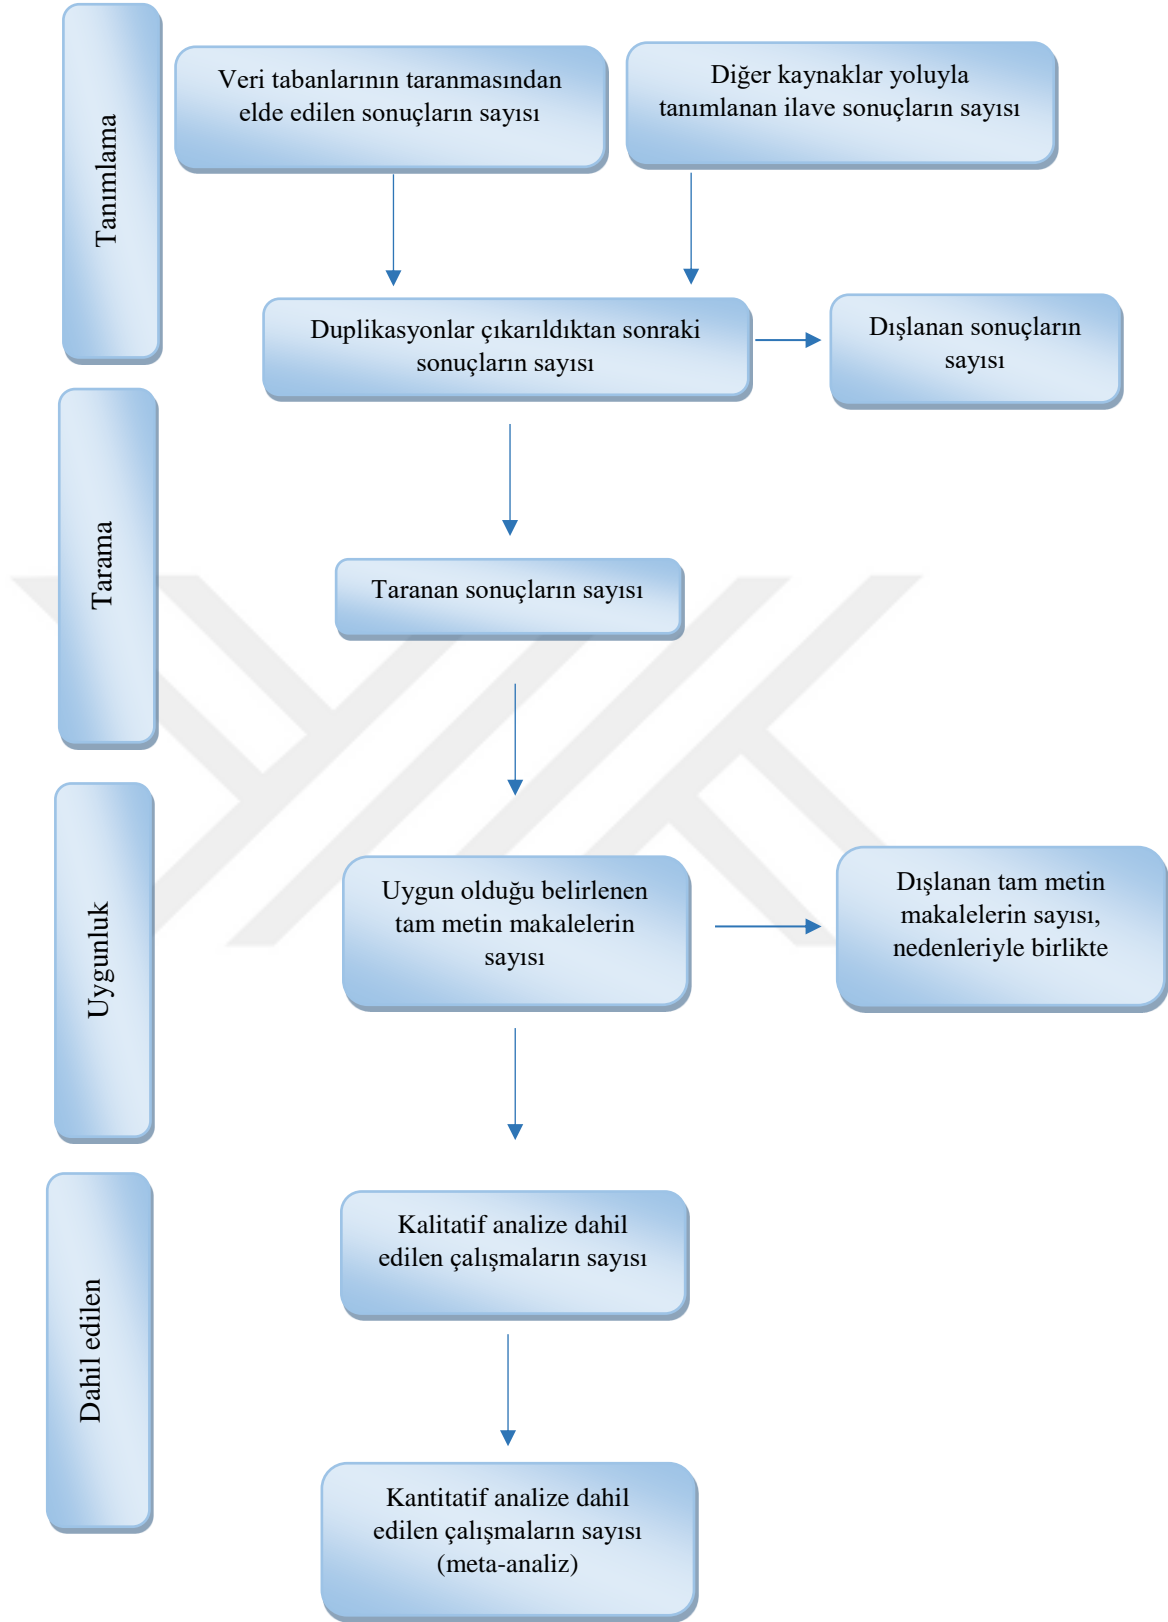 Tanımlama
Veri tabanlarının taranmasından
elde edilen sonuçların sayısı
Diğer kaynaklar yoluyla
tanımlanan ilave sonuçların sayısı
Duplikasyonlar çıkarıldıktan sonraki
sonuçların sayısı
Dışlanan sonuçların
sayısı
Tarama
Taranan sonuçların sayısı
Uygunluk
Uygun olduğu belirlenen
tam metin makalelerin
sayısı
Dışlanan tam metin
makalelerin sayısı,
nedenleriyle birlikte
Dahil edilen
Kalitatif analize dahil
edilen çalışmaların sayısı
Kantitatif analize dahil
edilen çalışmaların sayısı
(meta-analiz)